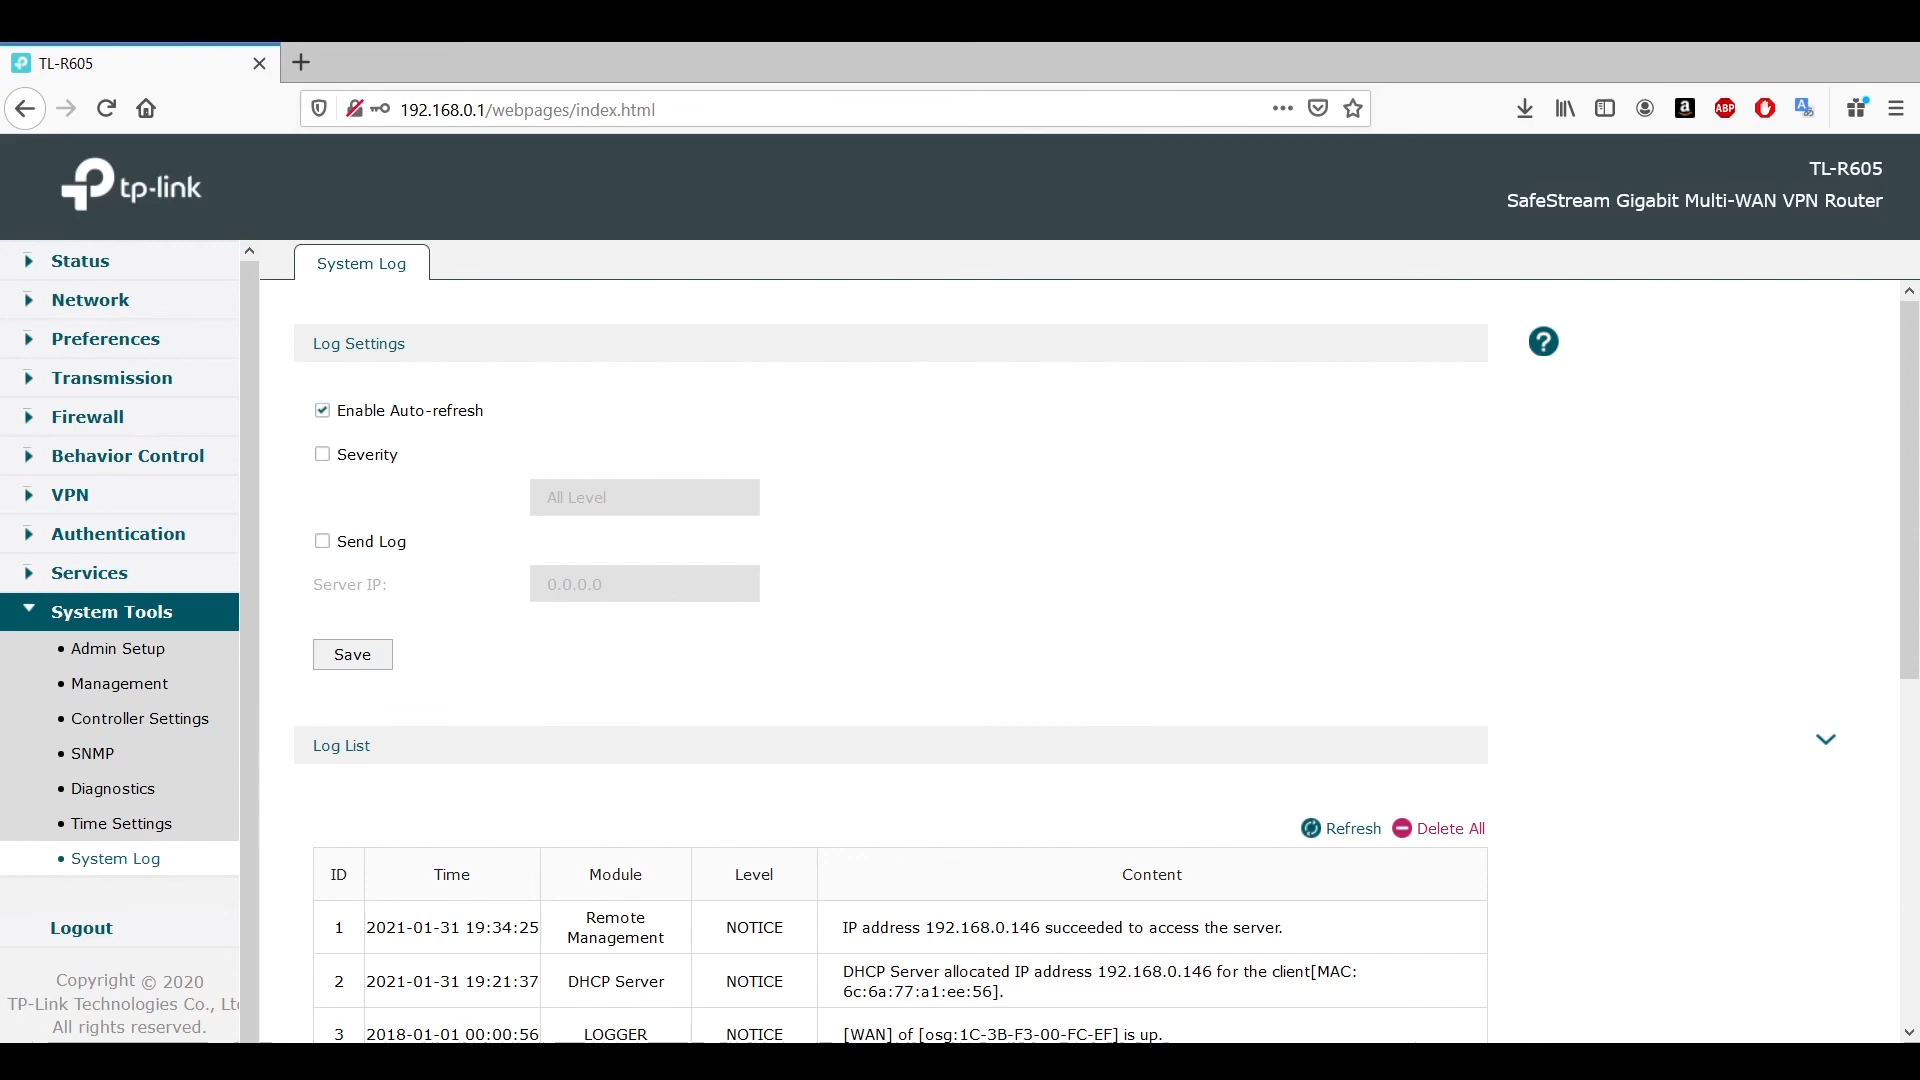 TL-R605
192.168.0.1/webpages/index.html
a
ABP
tp-link
TL-R605
SafeStream Gigabit Multi-WAN VPN Router
Status
Network
Preferences
Transmission
Firewall
Behavior Control
VPN
Authentication
Services
System Tools
Admin Setup
Management
Controller Settings
SNMP
Diagnostics
Time Settings
System Log
Logout
Copyright © 2020
TP-Link Technologies Co., Lt
All rights reserved.
System Log
Log Settings
?
Enable Auto-refresh
Severity
All Level
Send Log
Server IP:
0.0.0.0
Save
Log List
Refresh Delete All
ID Time Module Level Content
1 2021-01-31 19:34:25 Remote Management NOTICE IP address 192.168.0.146 succeeded to access the server.
2 2021-01-31 19:21:37 DHCP Server NOTICE DHCP Server allocated IP address 192.168.0.146 for the client[MAC:
6c:6a:77:a1:ee:56].
3 2018-01-01 00:00:56 LOGGER NOTICE [WAN] of [osg:1C-3B-F3-00-FC-EF] is up.